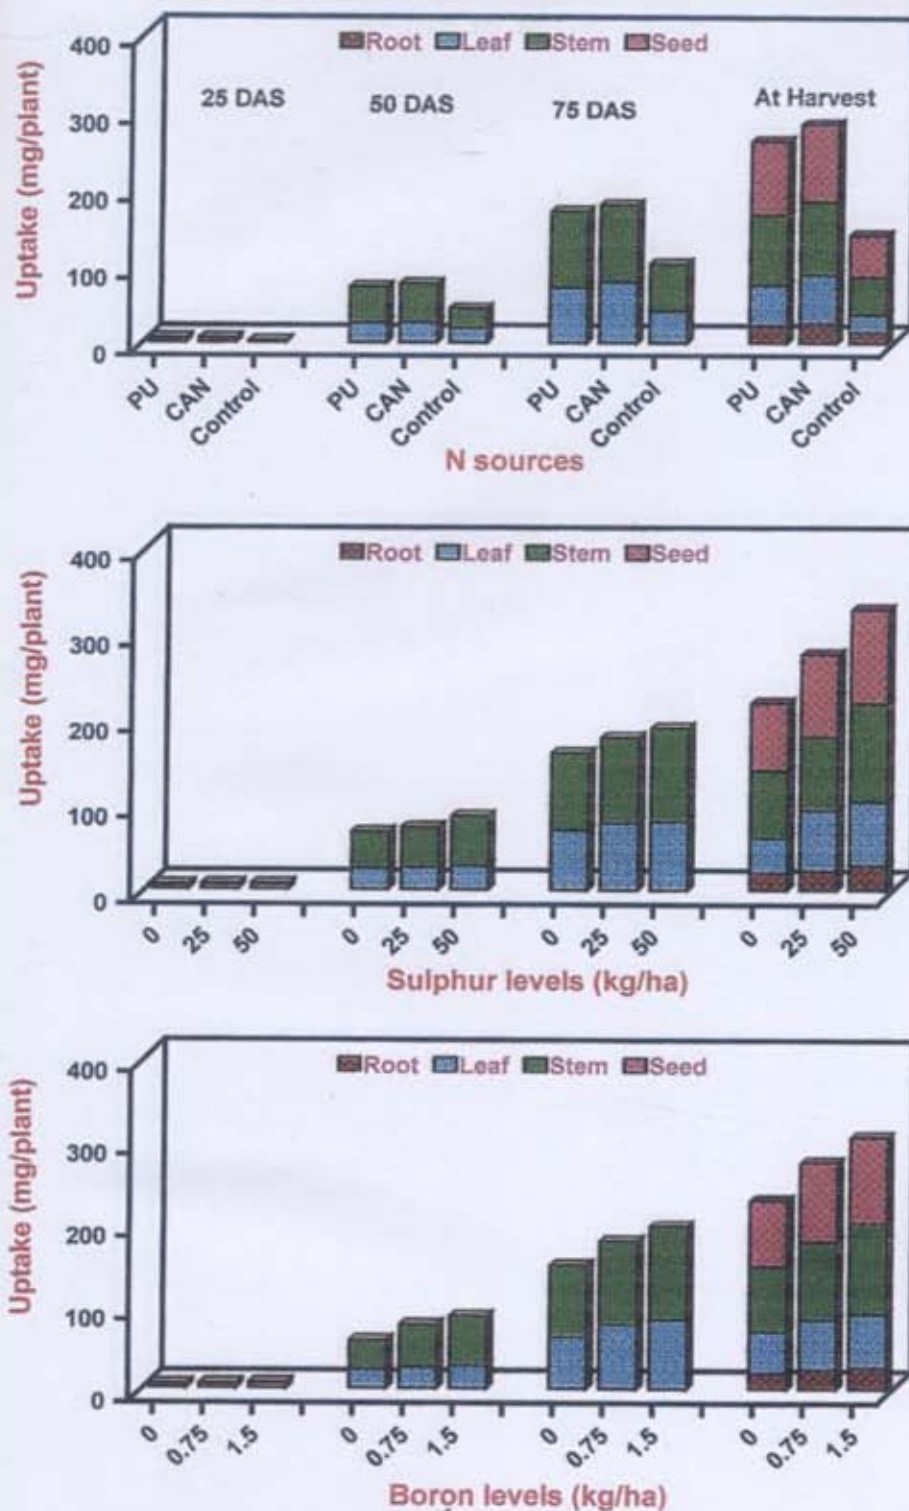 Root Leaf Stem Seed
400
25 DAS 50 DAS 75 DAS At Harvest
300
200
100
0
Uptake (mg/plant)
PU CAN Control PU CAN Control PU CAN Control PU CAN Control
N sources
Root Leaf Stem Seed
400
300
200
100
0
Uptake (mg/plant)
0 25 50 0 25 50 0 25 50 0 25 50
Sulphur levels (kg/ha)
Root Leaf Stem Seed
400
300
200
100
0
Uptake (mg/plant)
0 0.75 1.5 0 0.75 1.5 0 0.75 1.5 0 0.75 1.5
Boron levels (kg/ha)